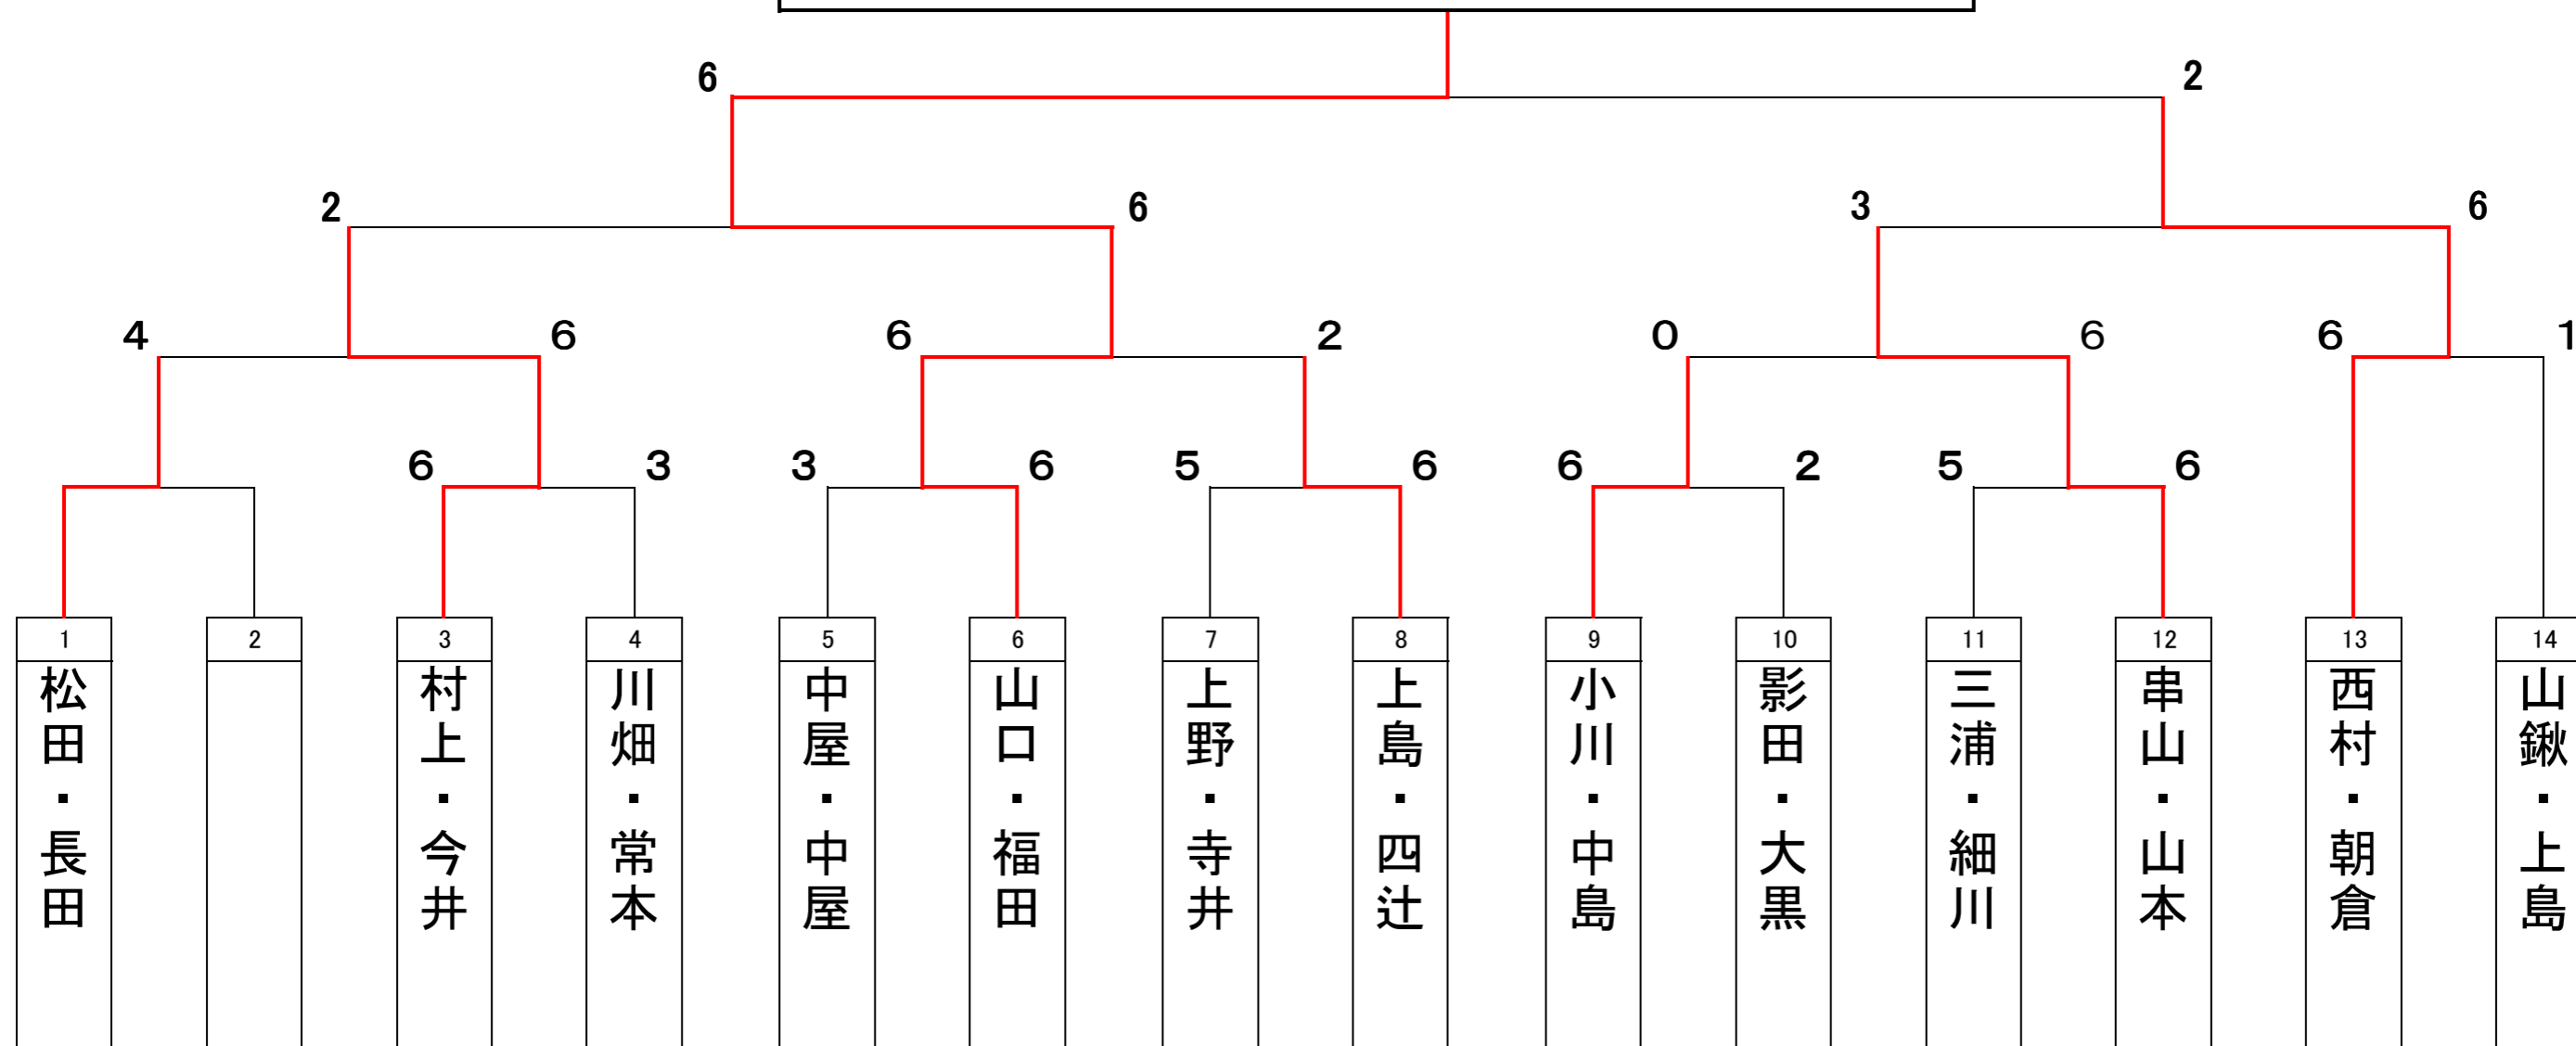 6 2
2 6 3 6
4 6 6 2 0 6 6 1
6 3 3 6 5 6 6 2 5 6
1 2 3 4 5 6 7 8 9 10 11 12 13 14
松田・長田
村上・今井
川畑・常本
中屋・中屋
山口・福田
上野・寺井
上島・四辻
小川・中島
影田・大黒
三浦・細川
串山・山本
西村・朝倉
山鍬・上島